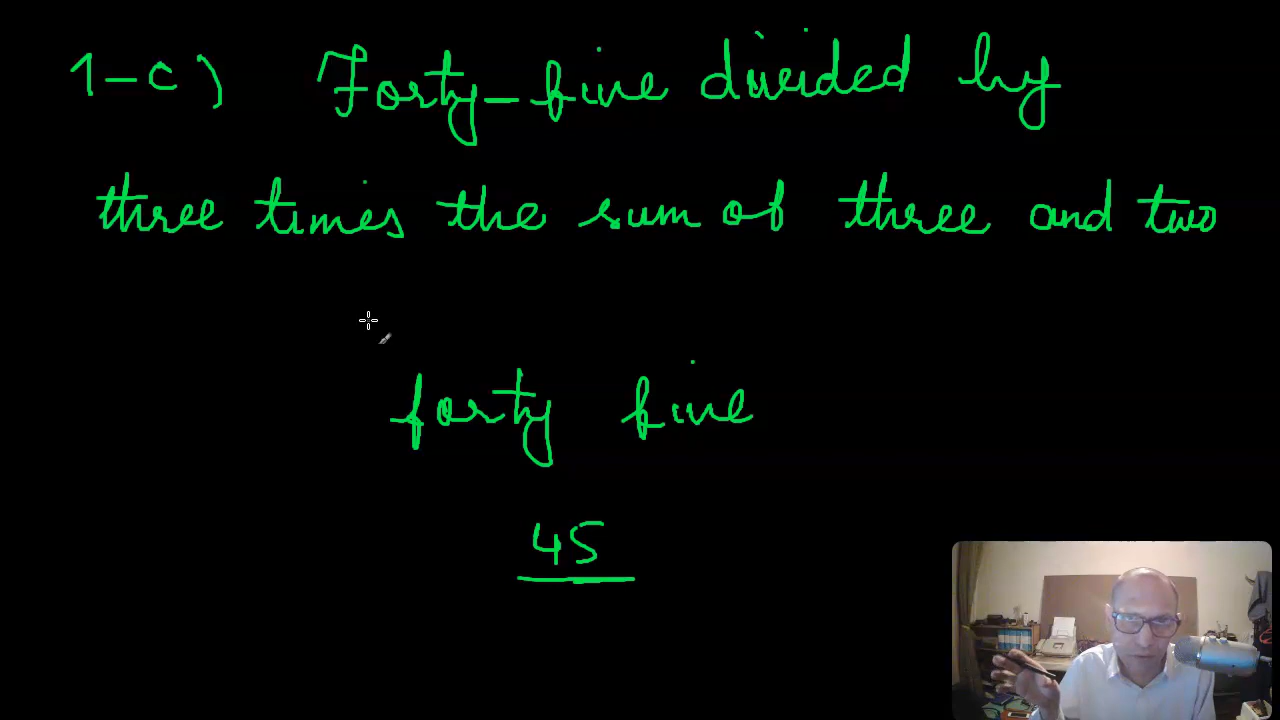 1-c) Forty-five divided by
three times the sum of three and two
forty five
45